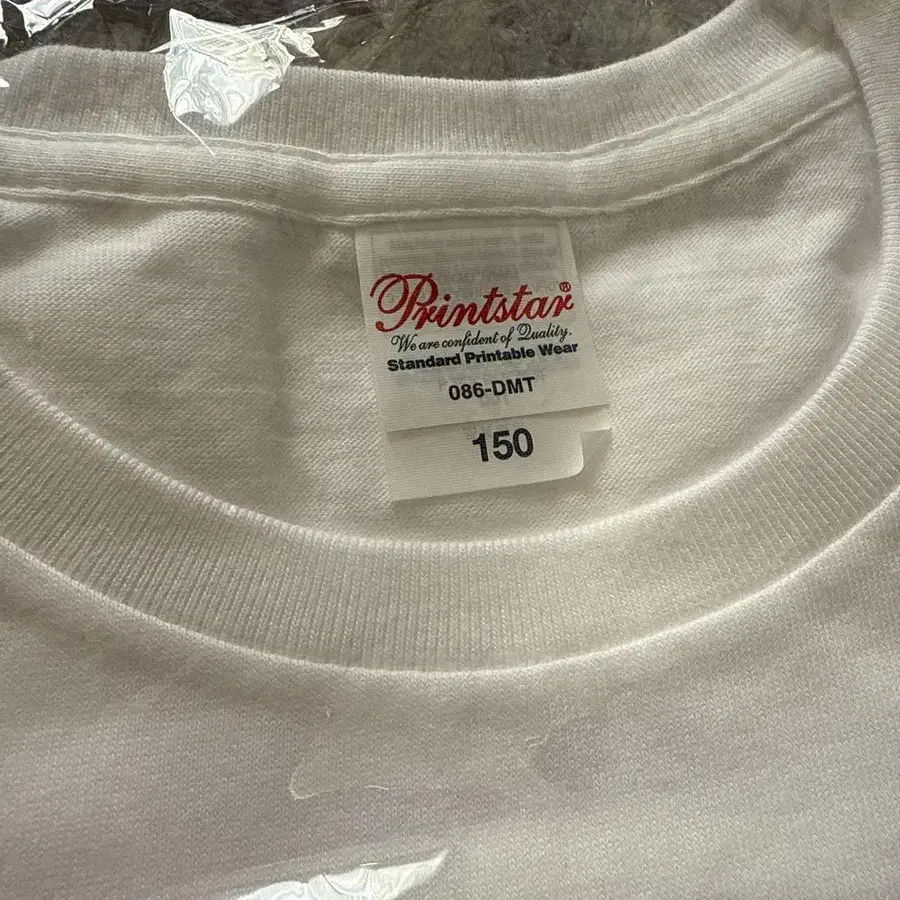 Printstar®
We are confident of Quality.
Standard Printable Wear
086-DMT
150